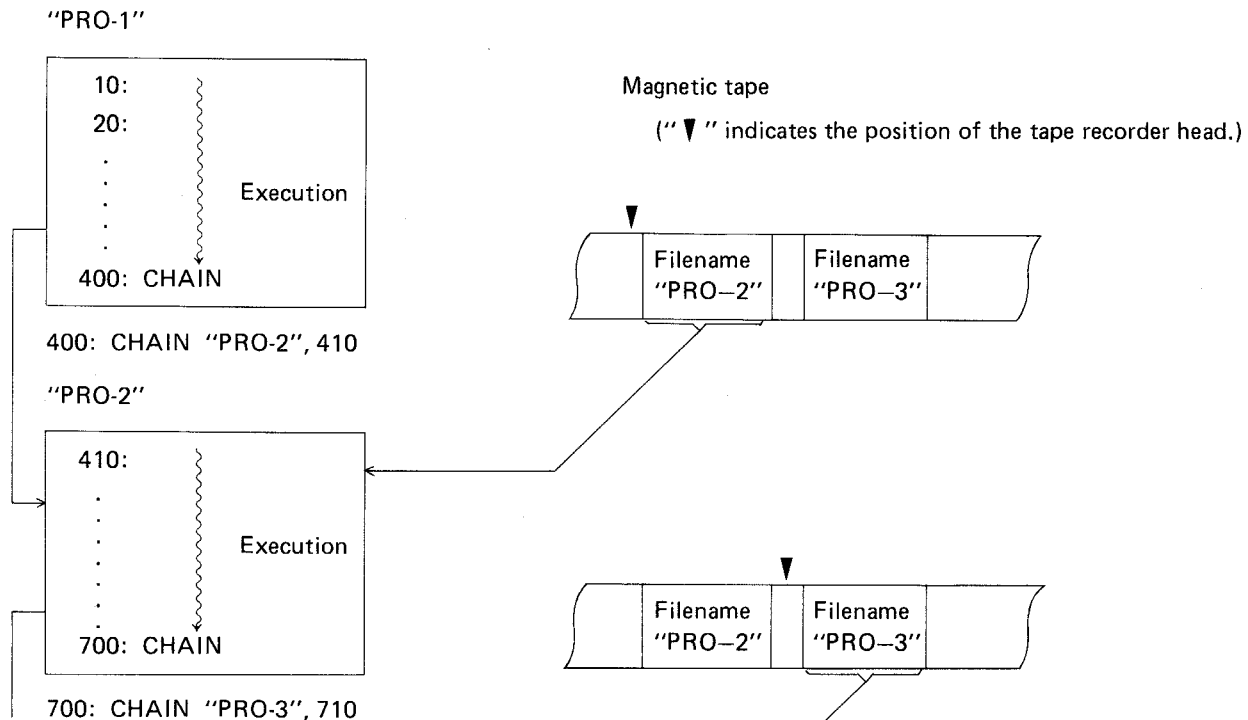 "PRO-1"
10:
20:
Execution
400: CHAIN
400: CHAIN "PRO-2", 410
Magnetic tape
("▼" indicates the position of the tape recorder head.)
Filename
"PRO—2"
Filename
"PRO—3"
"PRO-2"
410:
Execution
700: CHAIN
700: CHAIN "PRO-3", 710
Filename
"PRO—2"
Filename
"PRO—3"